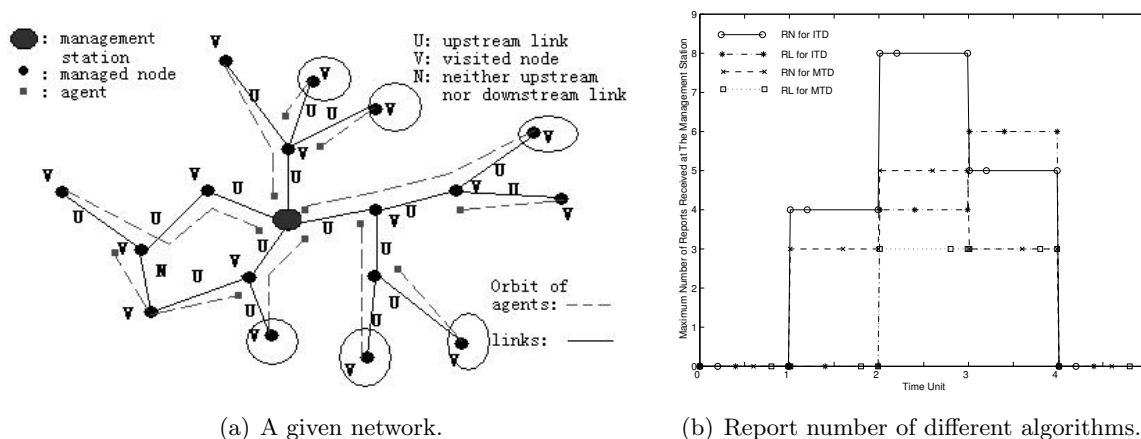 : management
station
: managed node
: agent
U: upstream link
V: visited node
N: neither upstream
nor downstream link
V
U
V
U
U
V
V
U
V
V
U
V
U
V
U
V
U
V
U
U
V
U
V
U
V
N
U
V
U
V
U
U
V
V
Orbit of
agents:
links:
(a) A given network.
Maximum Number of Reports Received at The Management Station
9
8
7
6
5
4
3
2
1
0
RN for ITD
RL for ITD
RN for MTD
RL for MTD
0
1
2
3
4
Time Unit
(b) Report number of different algorithms.